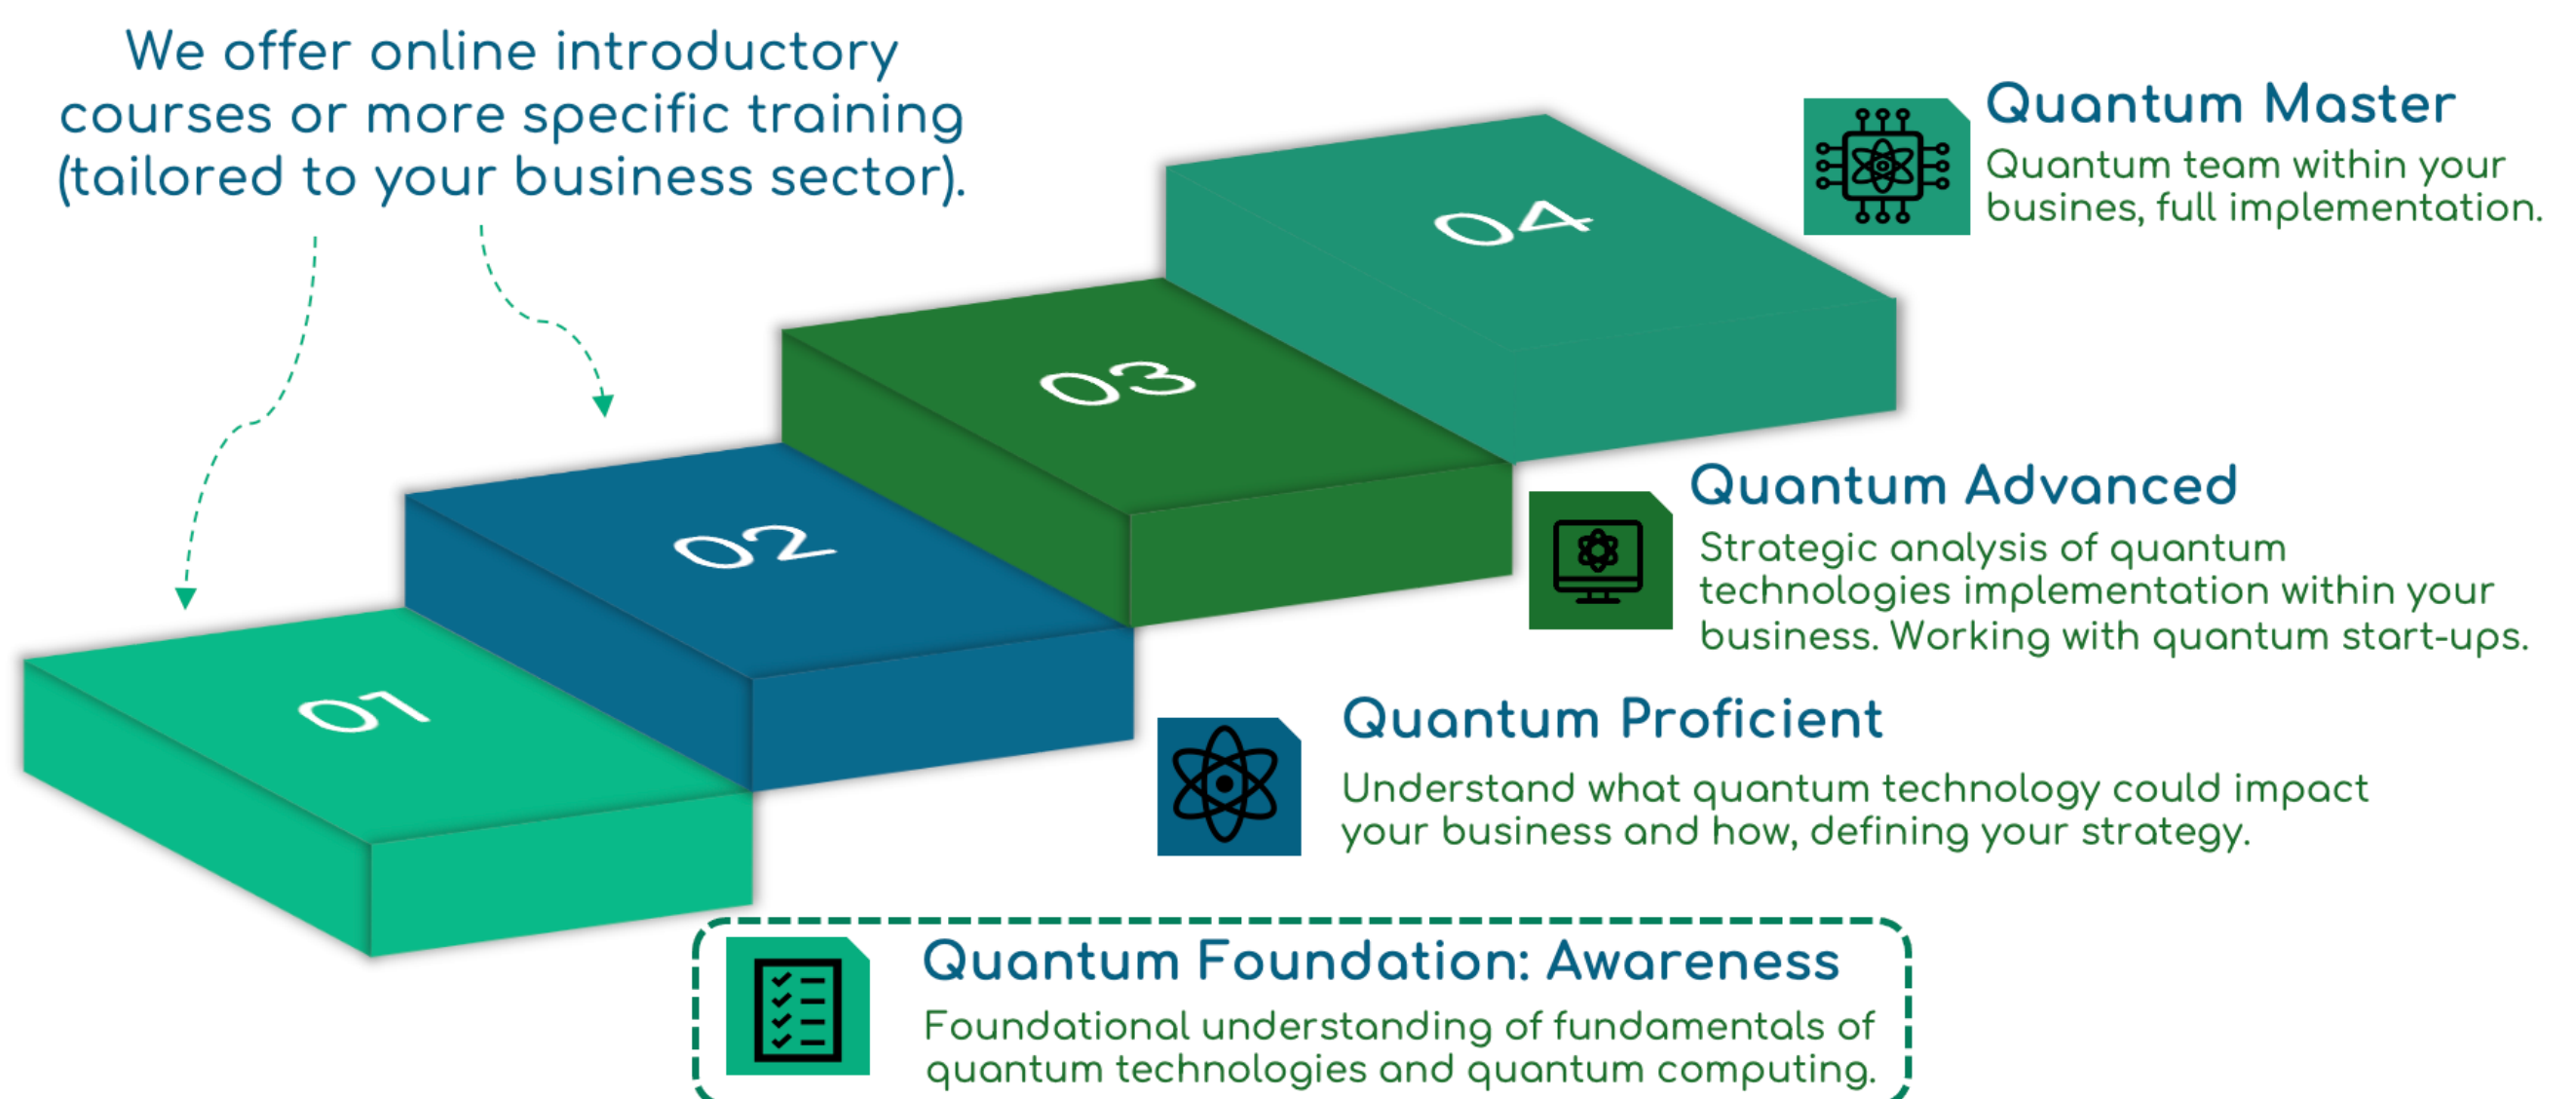 We offer online introductory
courses or more specific training
(tailored to your business sector).
04
Quantum Master
Quantum team within your
busines, full implementation.
03
Quantum Advanced
Strategic analysis of quantum
technologies implementation within your
business. Working with quantum start-ups.
02
Quantum Proficient
Understand what quantum technology could impact
your business and how, defining your strategy.
01
Quantum Foundation: Awareness
Foundational understanding of fundamentals of
quantum technologies and quantum computing.